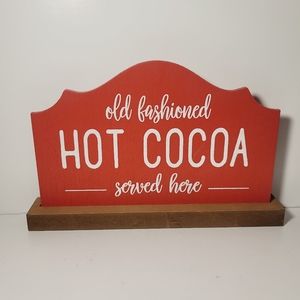 old fashioned
HOT COCOA
served here